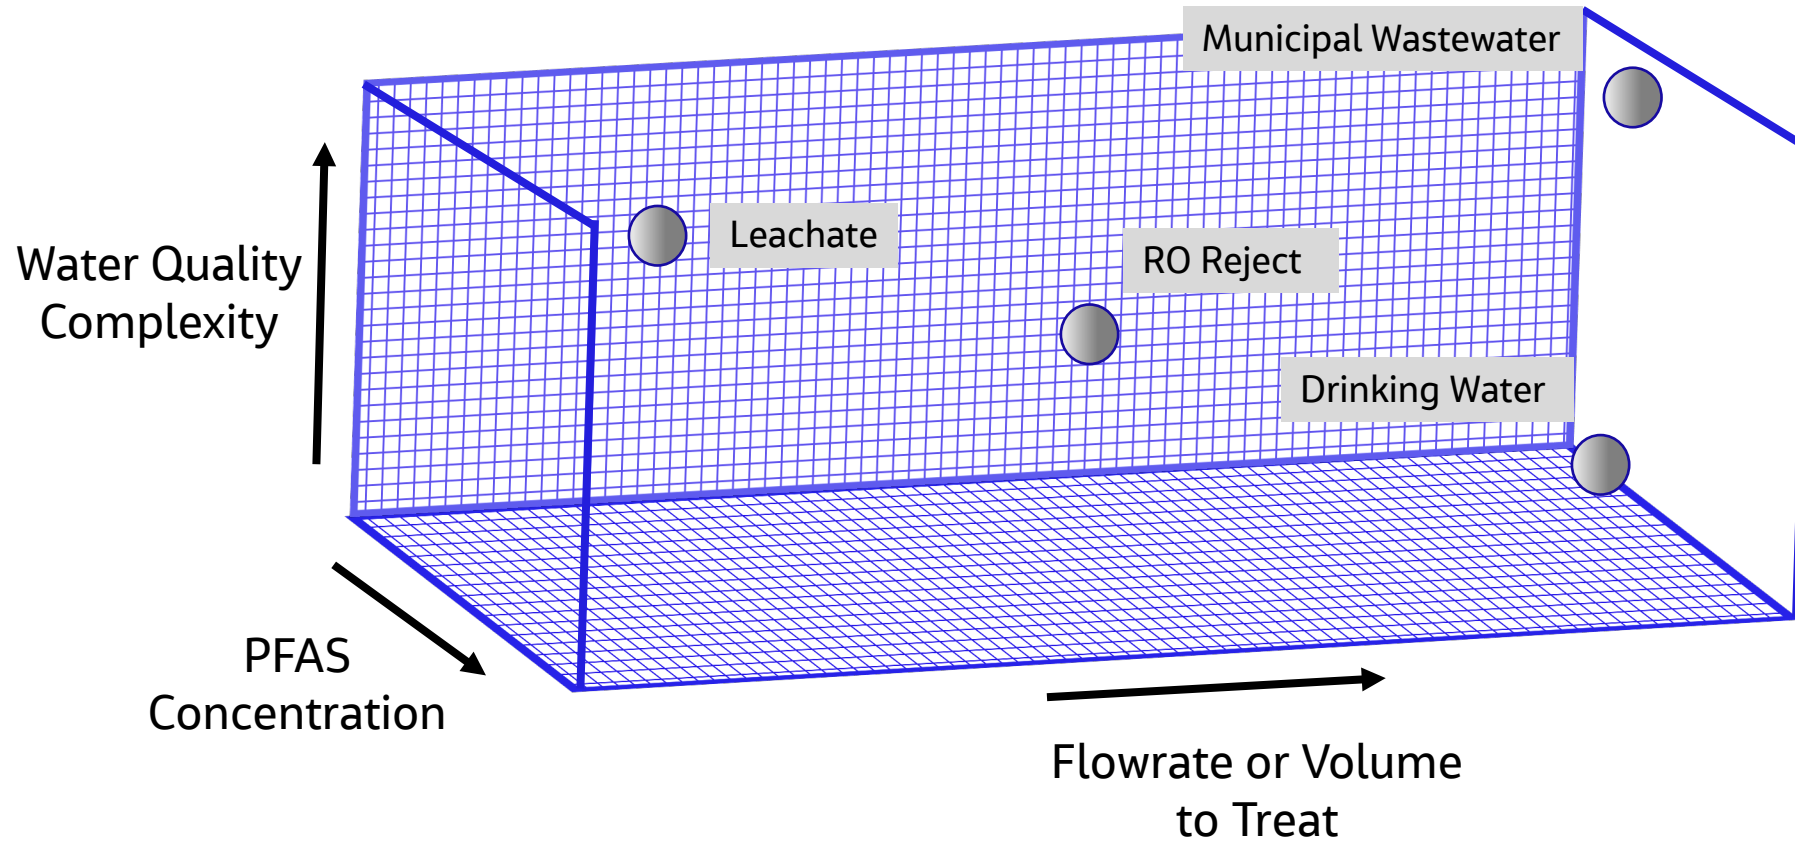 Municipal Wastewater
Leachate
RO Reject
Water Quality
Complexity
Drinking Water
PFAS
Concentration
Flowrate or Volume
to Treat